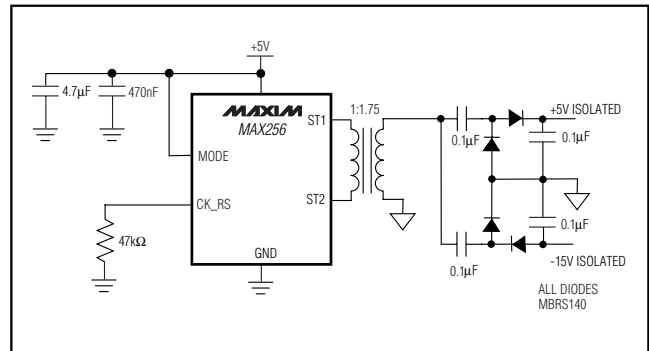 +5V
4.7µF
470nF
MAXIM
MAX256
ST1
1:1.75
MODE
ST2
CK_RS
47kΩ
GND
0.1µF
+5V ISOLATED
0.1µF
0.1µF
0.1µF
-15V ISOLATED
ALL DIODES
MBRS140